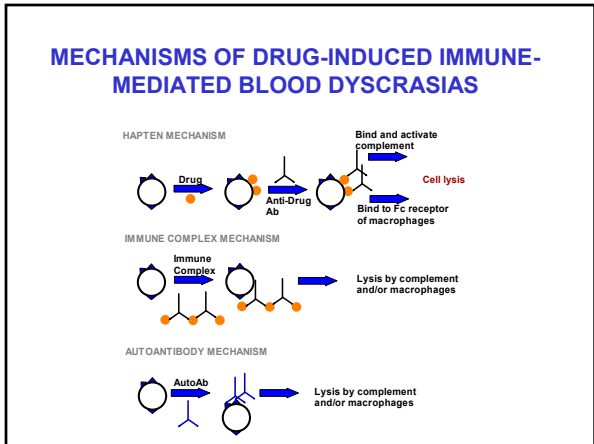 MECHANISMS OF DRUG-INDUCED IMMUNE-
MEDIATED BLOOD DYSCRASIAS
HAPTEN MECHANISM
Bind and activate
complement
Drug
Anti-Drug
Ab
Cell lysis
Bind to Fc receptor
of macrophages
IMMUNE COMPLEX MECHANISM
Immune
Complex
Lysis by complement
and/or macrophages
AUTOANTIBODY MECHANISM
AutoAb
Lysis by complement
and/or macrophages